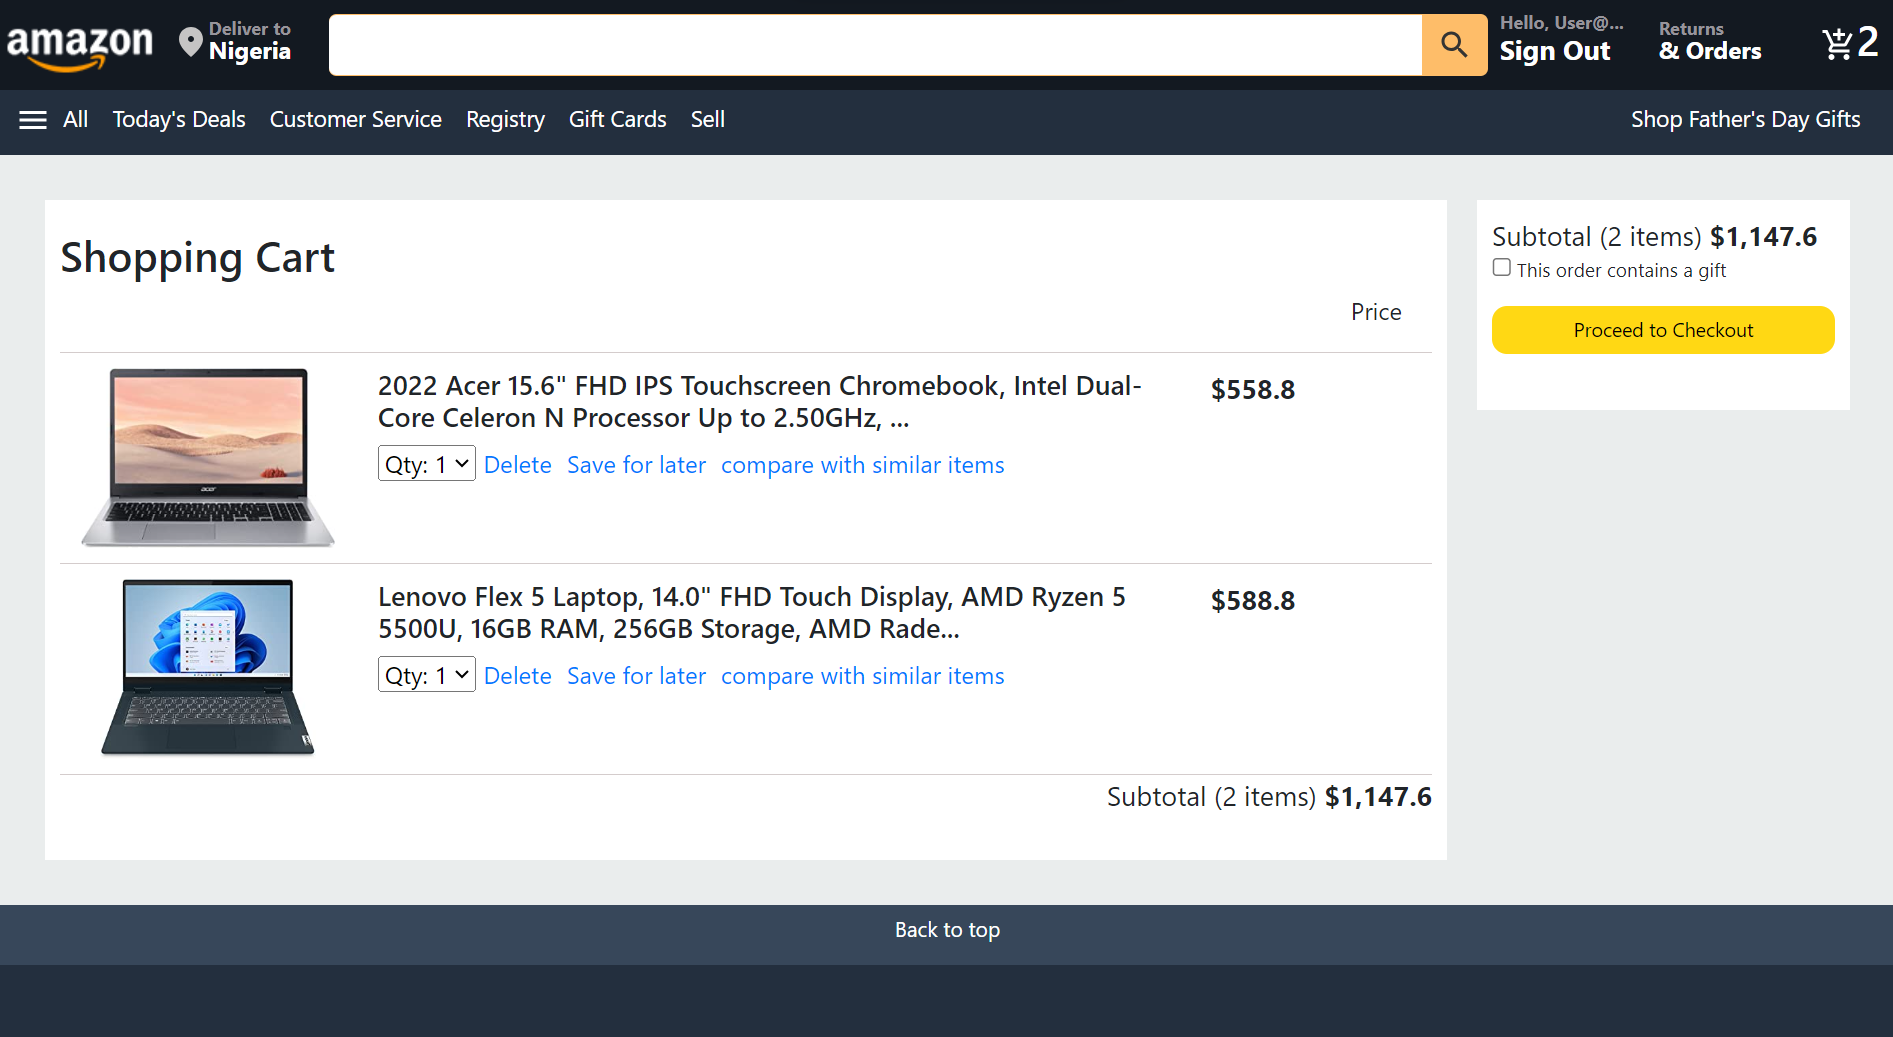 amazon
Deliver to
Nigeria
Hello, User@...
Sign Out
Returns
& Orders
2
All Today's Deals Customer Service Registry Gift Cards Sell Shop Father's Day Gifts
Shopping Cart
Price
2022 Acer 15.6" FHD IPS Touchscreen Chromebook, Intel Dual-
Core Celeron N Processor Up to 2.50GHz, ...
$558.8
Qty: 1 Delete Save for later compare with similar items
acer
Lenovo Flex 5 Laptop, 14.0" FHD Touch Display, AMD Ryzen 5
5500U, 16GB RAM, 256GB Storage, AMD Rade...
$588.8
Qty: 1 Delete Save for later compare with similar items
Subtotal (2 items) $1,147.6
Subtotal (2 items) $1,147.6
This order contains a gift
Proceed to Checkout
Back to top